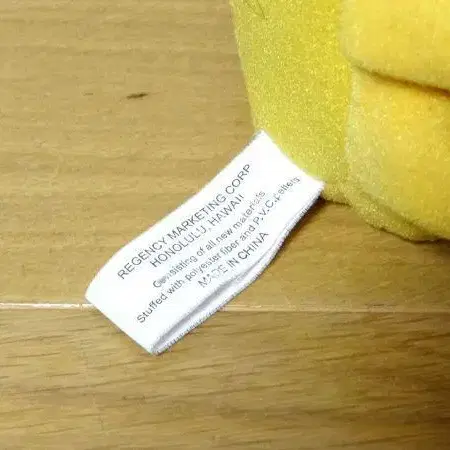 REGENCY MARKETING CORP
HONOLULU, HAWAII
Consisting of all new materials
Stuffed with polyester fiber and P.V.C.pellets
MADE IN CHINA